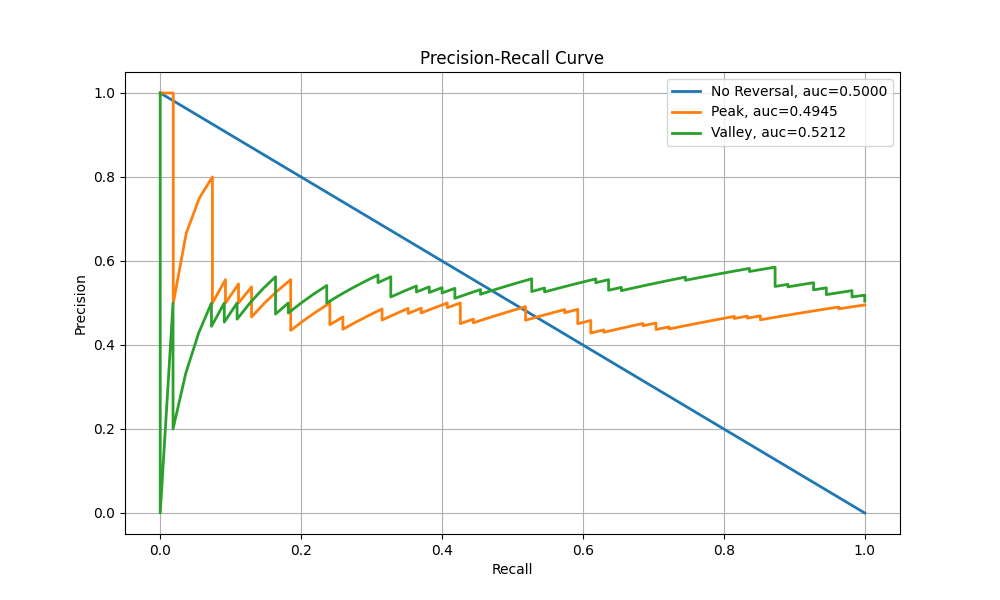 Precision-Recall Curve
No Reversal, auc=0.5000
Peak, auc=0.4945
Valley, auc=0.5212
Precision
1.0
0.8
0.6
0.4
0.2
0.0
0.0 0.2 0.4 0.6 0.8 1.0
Recall